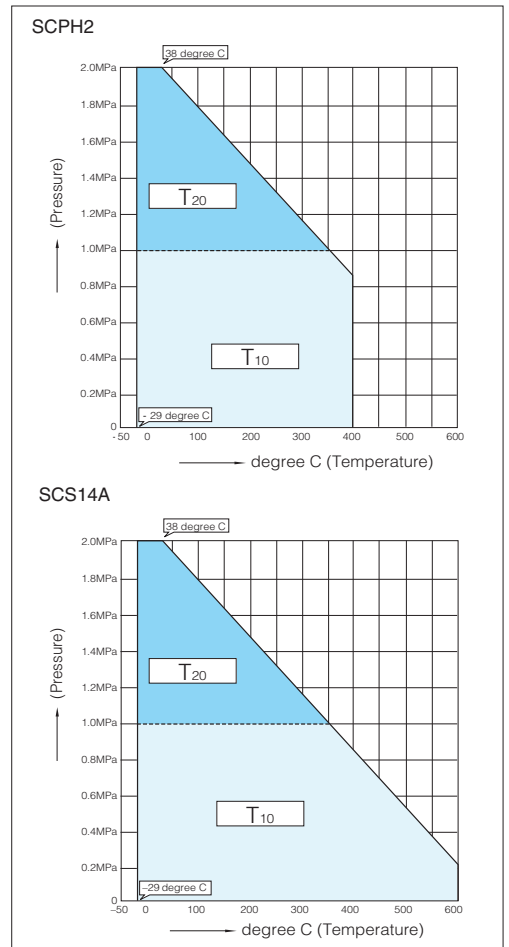 SCPH2
38 degree C
2.0MPa
1.8MPa
1.6MPa
1.4MPa
1.2MPa
1.0MPa
0.8MPa
0.6MPa
0.4MPa
0.2MPa
0
(Pressure)
T20
T10
- 29 degree C
- 50 0 100 200 300 400 500 600
degree C (Temperature)
SCS14A
38 degree C
2.0MPa
1.8MPa
1.6MPa
1.4MPa
1.2MPa
1.0MPa
0.8MPa
0.6MPa
0.4MPa
0.2MPa
0
(Pressure)
T20
T10
–29 degree C
–50 0 100 200 300 400 500 600
degree C (Temperature)